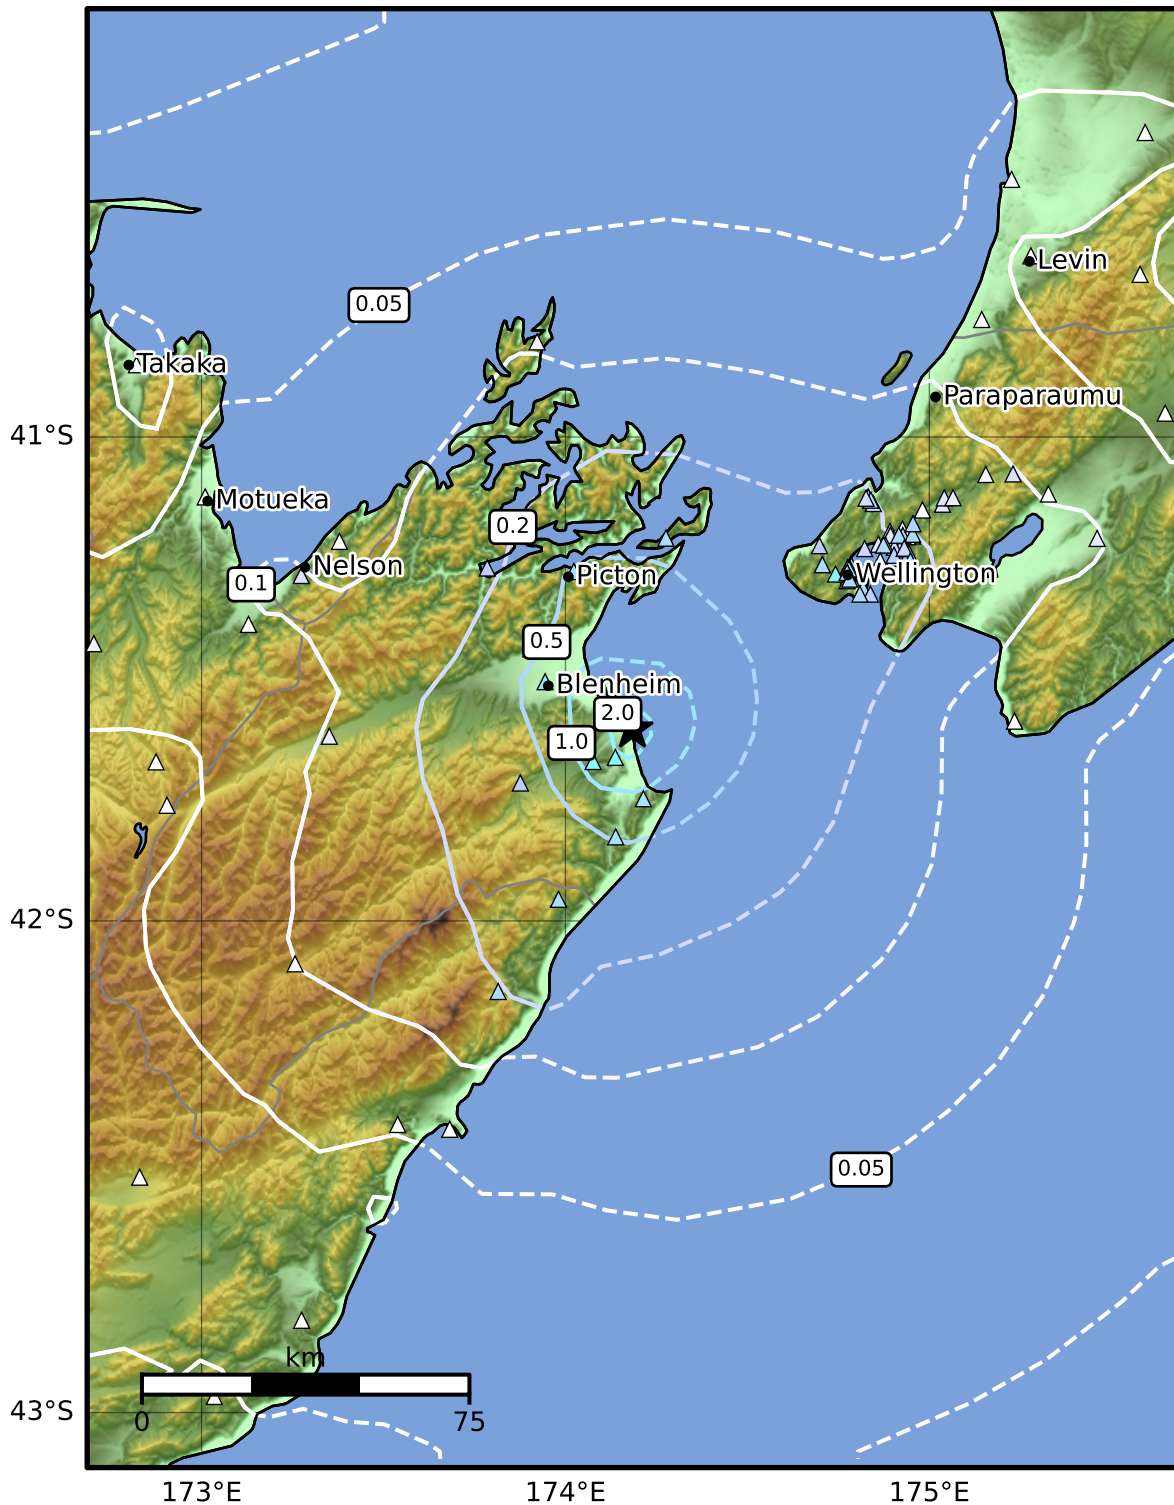 Levin
0.05
Takaka
Paraparaumu
41°S
Motueka
0.2
Nelson
Picton
Wellington
0.1
0.5
Blenheim
2.0
1.0
42°S
0.05
km
0
75
43°S
173°E
174°E
175°E